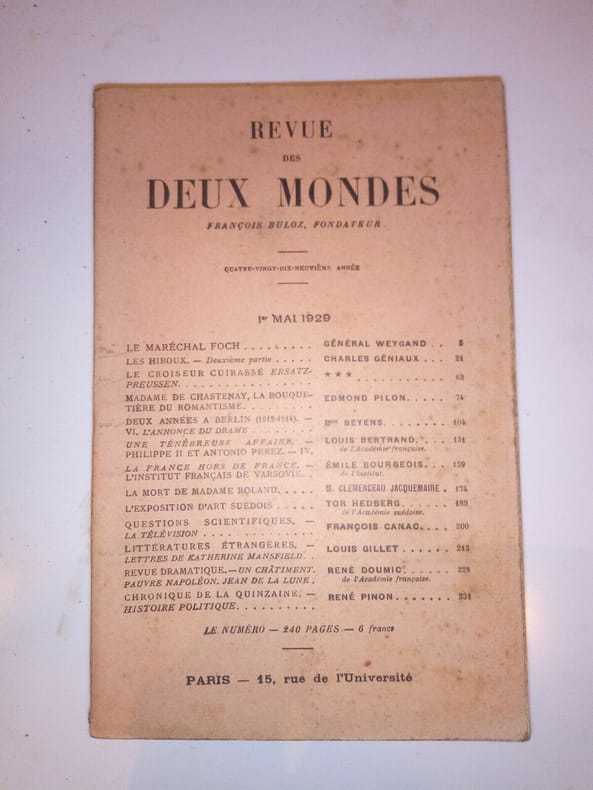 REVUE
DES
DEUX MONDES
FRANÇOIS BULOZ, FONDATEUR
QUATRE-VINGT-DIX-NEUVIÈME ANNÉE
1er MAI 1929
LE MARÉCHAL FOCH . . . . . . . . . GÉNÉRAL WEYGAND . . 5
LES HIBOUX. — Deuxième partie . . . . . CHARLES GÉNIAUX . . . 21
LE CROISEUR CUIRASSÉ ERSATZ-
PREUSSEN. . . . . . . . . . . . . . . . *** . . . . . . . . . . . 62
MADAME DE CHASTENAY, LA BOUQUE-
TIÈRE DU ROMANTISME. . . . . . . . . EDMOND PILON. . . . . 74
DEUX ANNÉES A BERLIN (1912-1914). —
VI. L'ANNONCE DU DRAME . . . . . . . . Bon BEYENS. . . . . . . . 104
UNE TÉNÉBREUSE AFFAIRE. —
PHILIPPE II ET ANTONIO PEREZ. — IV. LOUIS BERTRAND. . . . 131
de l'Académie française.
LA FRANCE HORS DE FRANCE. —
L'INSTITUT FRANÇAIS DE VARSOVIE. . ÉMILE BOURGEOIS. . . 159
de l'Institut.
LA MORT DE MADAME ROLAND. . . . . M. CLEMENCEAU JACQUEMAIRE . 174
L'EXPOSITION D'ART SUÉDOIS . . . . . TOR HEDBERG. . . . . . 189
de l'Académie suédoise.
QUESTIONS SCIENTIFIQUES. —
LA TÉLÉVISION . . . . . . . . . . . . FRANÇOIS CANAC. . . . 200
LITTÉRATURES ÉTRANGÈRES. —
LETTRES DE KATHERINE MANSFIELD. . LOUIS GILLET . . . . . . 213
REVUE DRAMATIQUE. — UN CHÂTIMENT.
PAUVRE NAPOLÉON. JEAN DE LA LUNE . RENÉ DOUMIC. . . . . . 228
de l'Académie française.
CHRONIQUE DE LA QUINZAINE. —
HISTOIRE POLITIQUE. . . . . . . . . . RENÉ PINON . . . . . . . 231
LE NUMÉRO — 240 PAGES — 6 francs
PARIS — 15, rue de l'Université